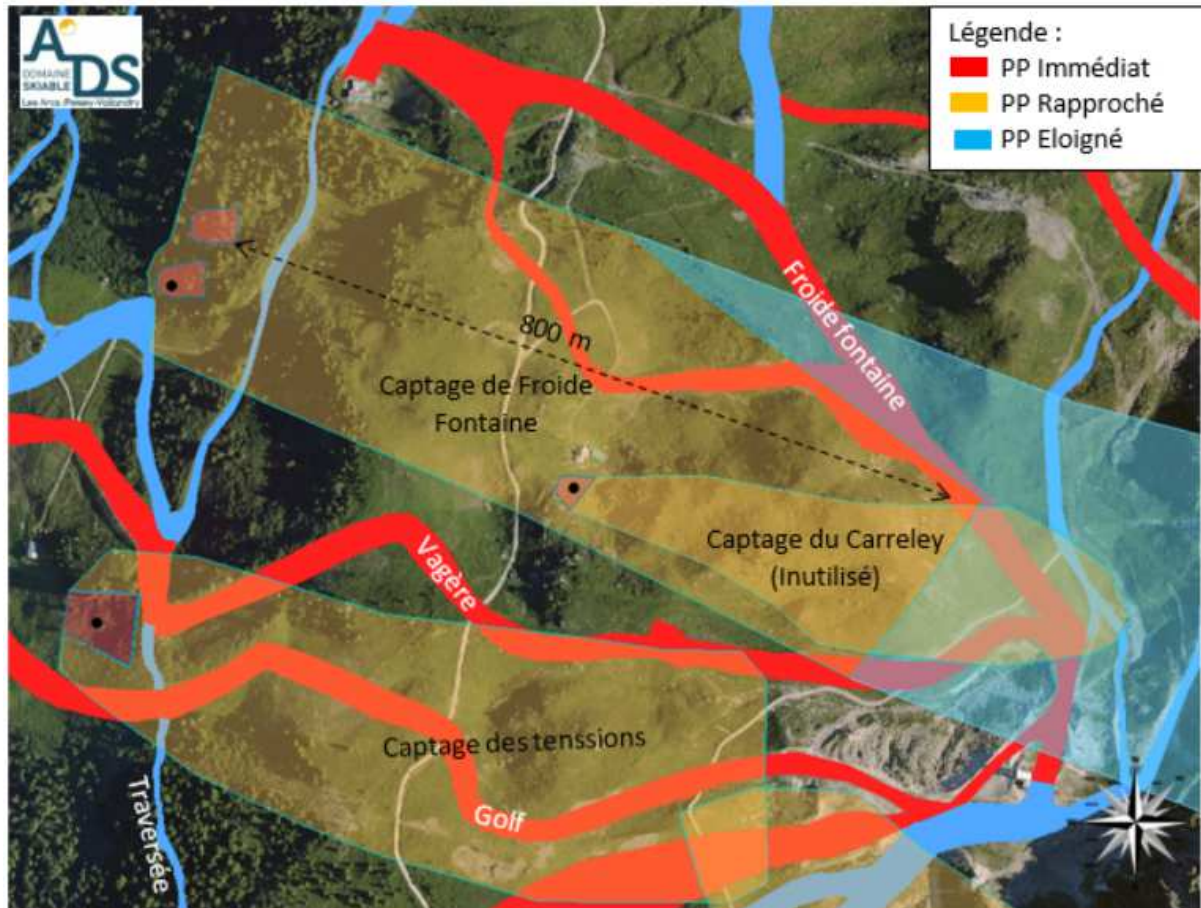 A DS
DOMAINE
SKIABLE
Les Arcs/Peisey-Vallandry
Légende :
PP Immédiat
PP Rapproché
PP Eloigné
Froide fontaine
800 m
Captage de Froide
Fontaine
Captage du Carreley
(Inutilisé)
Vagère
Captage des tenssions
Golf
Traversée